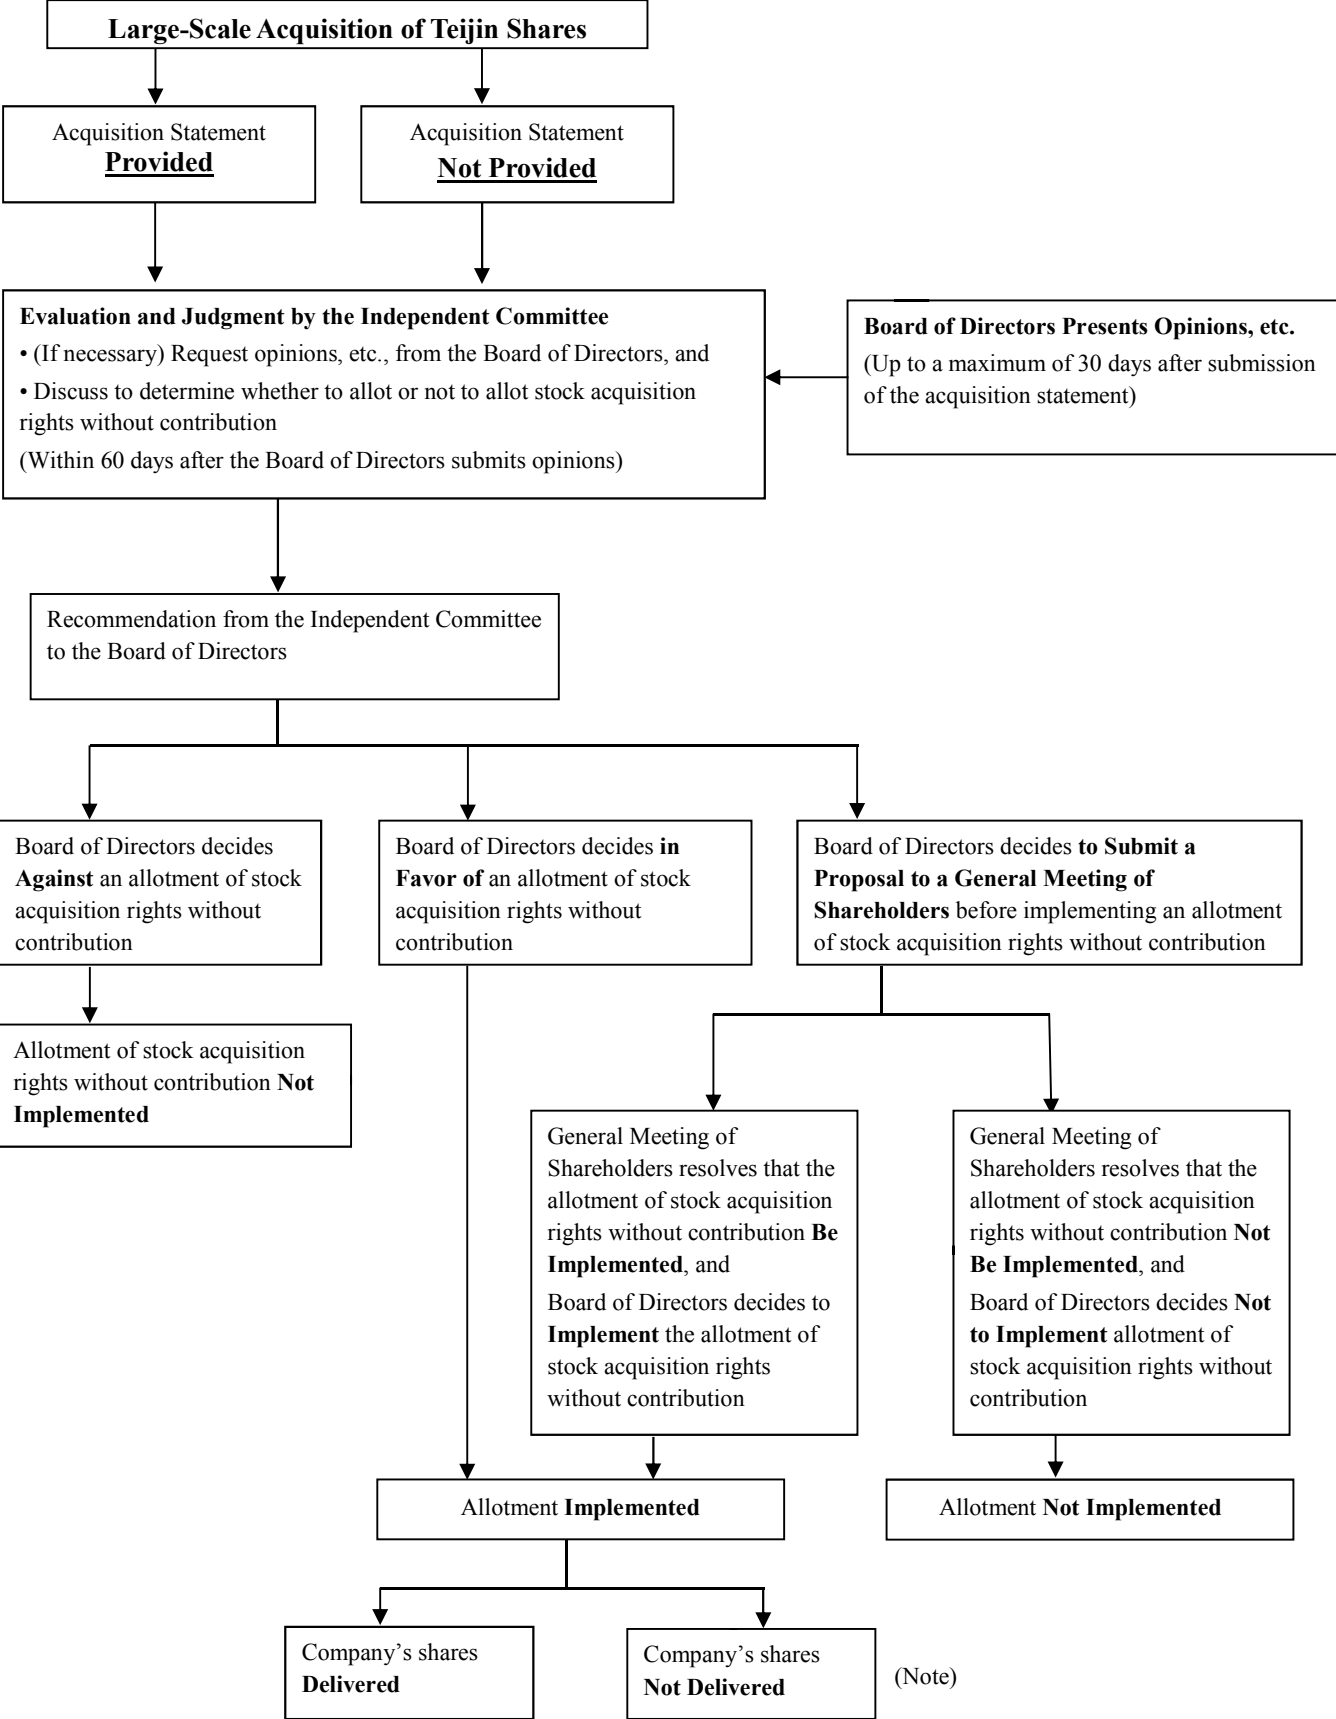 Large-Scale Acquisition of Teijin Shares
Acquisition Statement
Provided
Acquisition Statement
Not Provided
Evaluation and Judgment by the Independent Committee
• (If necessary) Request opinions, etc., from the Board of Directors, and
• Discuss to determine whether to allot or not to allot stock acquisition
rights without contribution
(Within 60 days after the Board of Directors submits opinions)
Board of Directors Presents Opinions, etc.
(Up to a maximum of 30 days after submission
of the acquisition statement)
Recommendation from the Independent Committee
to the Board of Directors
Board of Directors decides
Against an allotment of stock
acquisition rights without
contribution
Board of Directors decides in
Favor of an allotment of stock
acquisition rights without
contribution
Board of Directors decides to Submit a
Proposal to a General Meeting of
Shareholders before implementing an allotment
of stock acquisition rights without contribution
Allotment of stock acquisition
rights without contribution Not
Implemented
General Meeting of
Shareholders resolves that the
allotment of stock acquisition
rights without contribution Be
Implemented, and
Board of Directors decides to
Implement the allotment of
stock acquisition rights
without contribution
General Meeting of
Shareholders resolves that the
allotment of stock acquisition
rights without contribution Not
Be Implemented, and
Board of Directors decides Not
to Implement allotment of
stock acquisition rights without
contribution
Allotment Implemented
Allotment Not Implemented
Company's shares
Delivered
Company's shares
Not Delivered
(Note)